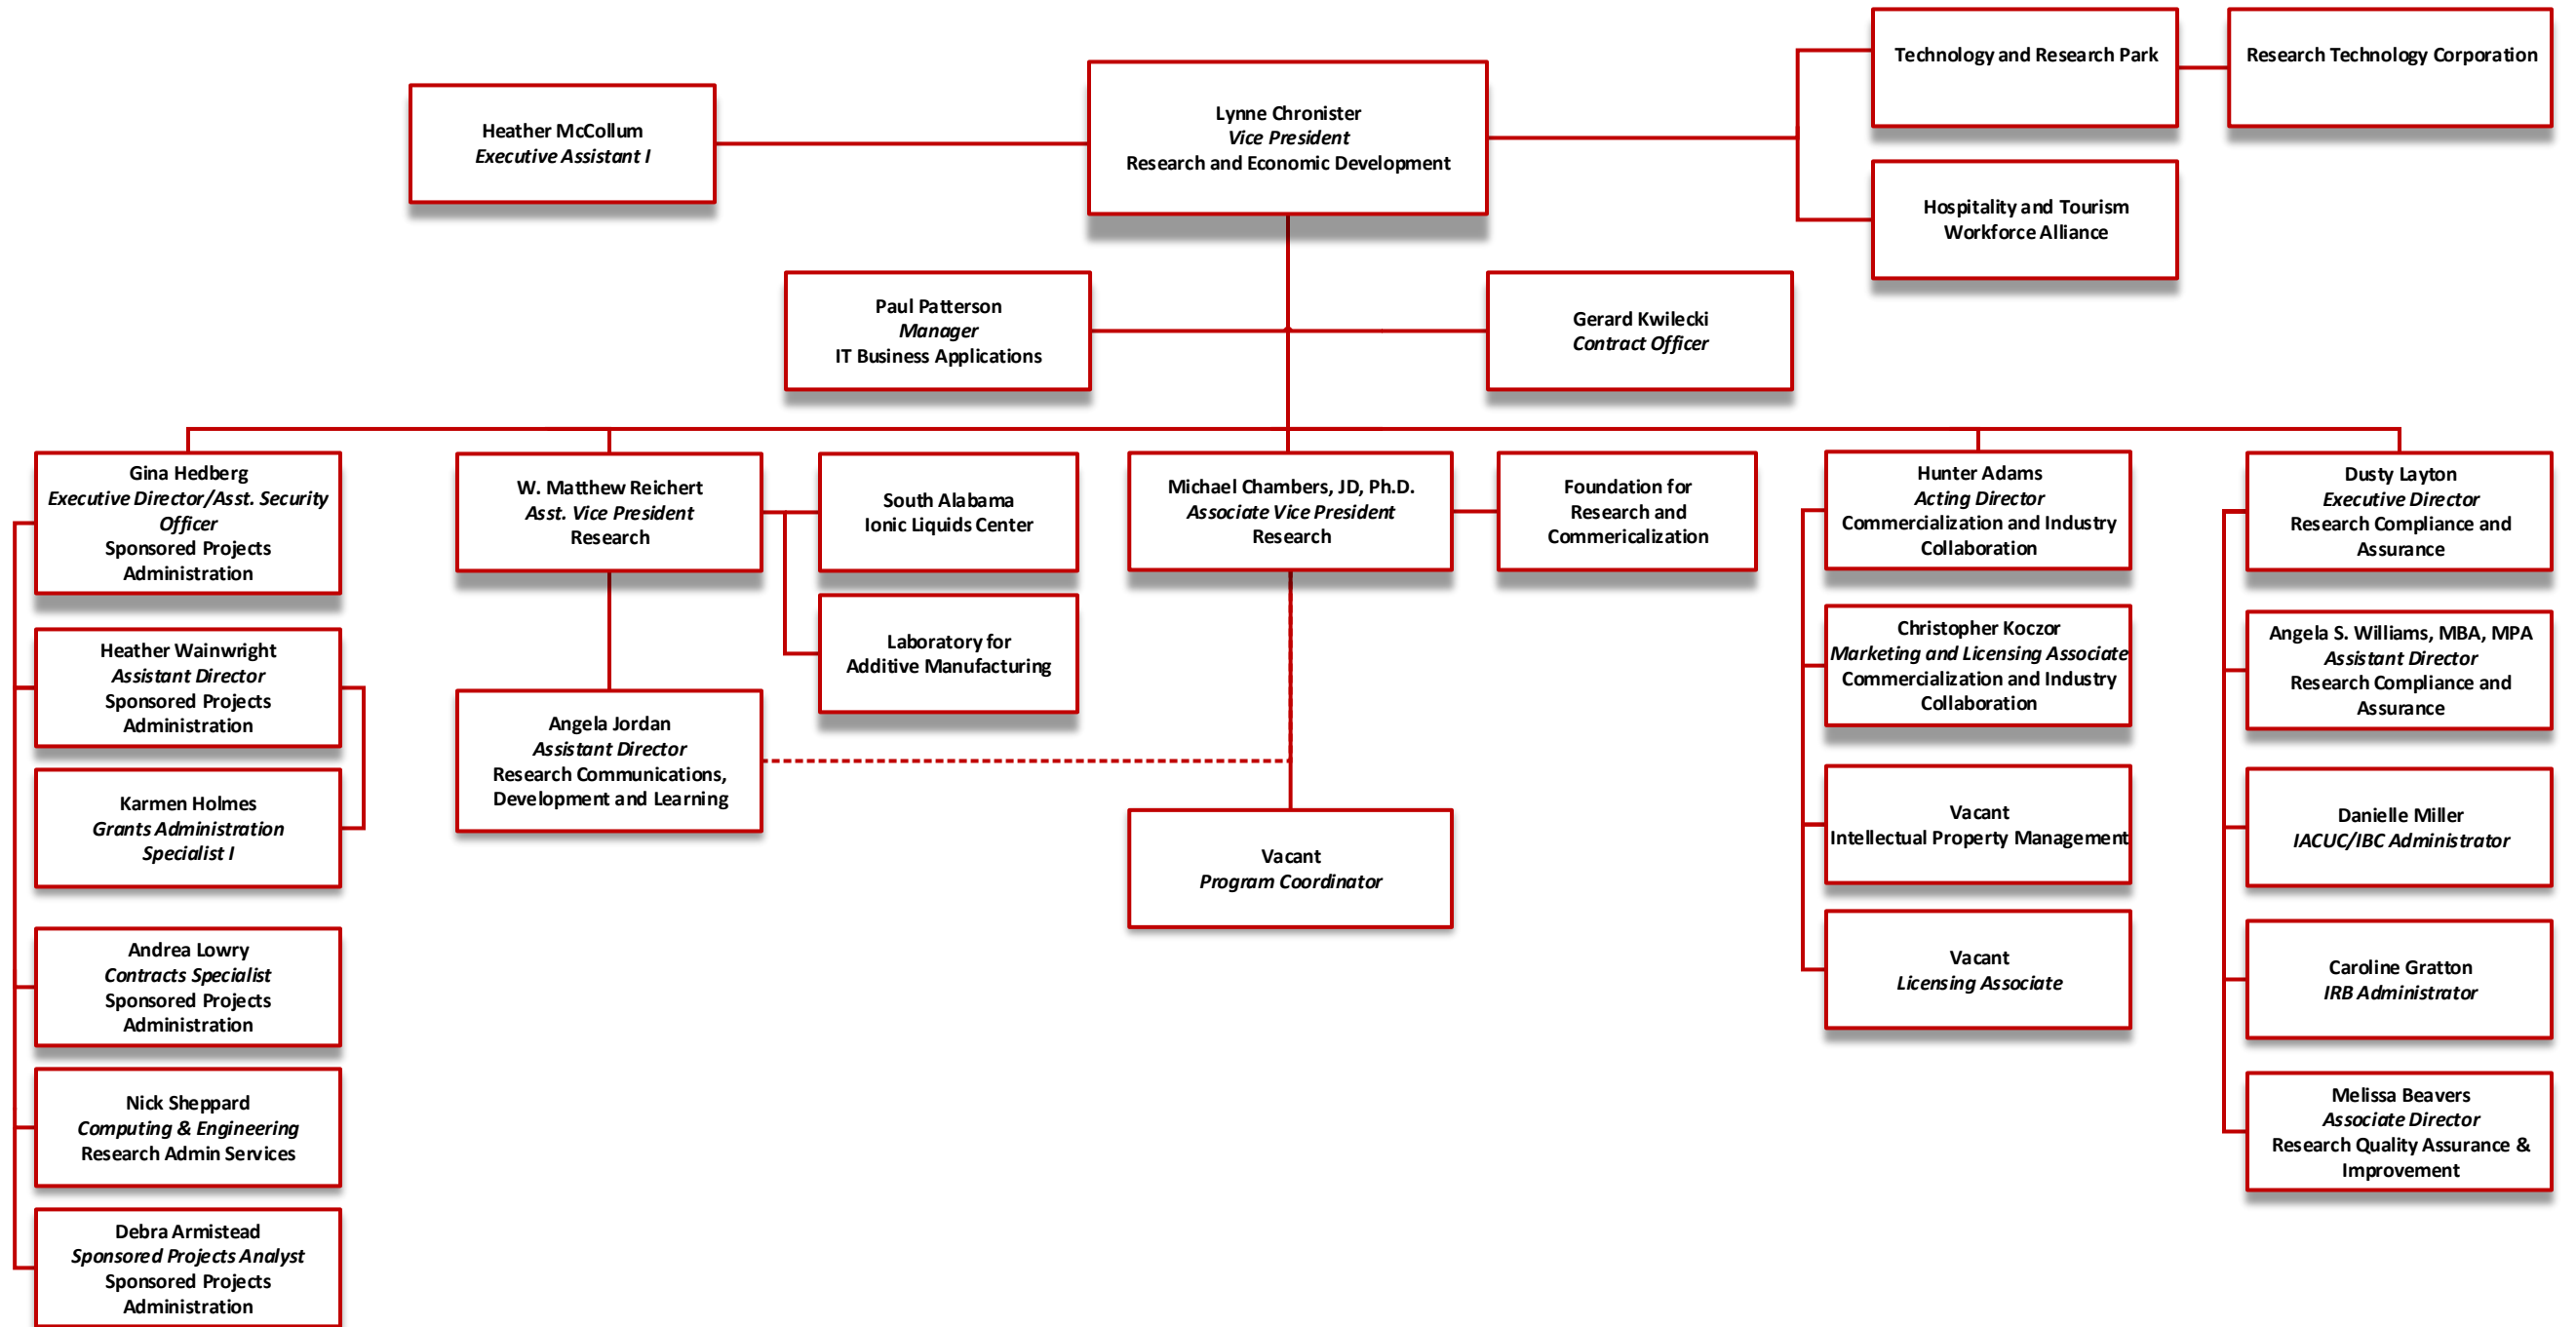 Heather McCollum
Executive Assistant I
Lynne Chronister
Vice President
Research and Economic Development
Technology and Research Park
Research Technology Corporation
Hospitality and Tourism
Workforce Alliance
Paul Patterson
Manager
IT Business Applications
Gerard Kwilecki
Contract Officer
Gina Hedberg
Executive Director/Asst. Security
Officer
Sponsored Projects
Administration
Heather Wainwright
Assistant Director
Sponsored Projects
Administration
Karmen Holmes
Grants Administration
Specialist I
Andrea Lowry
Contracts Specialist
Sponsored Projects
Administration
Nick Sheppard
Computing & Engineering
Research Admin Services
Debra Armistead
Sponsored Projects Analyst
Sponsored Projects
Administration
W. Matthew Reichert
Asst. Vice President
Research
South Alabama
Ionic Liquids Center
Laboratory for
Additive Manufacturing
Angela Jordan
Assistant Director
Research Communications,
Development and Learning
Michael Chambers, JD, Ph.D.
Associate Vice President
Research
Foundation for
Research and
Commericalization
Vacant
Program Coordinator
Hunter Adams
Acting Director
Commercialization and Industry
Collaboration
Christopher Koczor
Marketing and Licensing Associate
Commercialization and Industry
Collaboration
Vacant
Intellectual Property Management
Vacant
Licensing Associate
Dusty Layton
Executive Director
Research Compliance and
Assurance
Angela S. Williams, MBA, MPA
Assistant Director
Research Compliance and
Assurance
Danielle Miller
IACUC/IBC Administrator
Caroline Gratton
IRB Administrator
Melissa Beavers
Associate Director
Research Quality Assurance &
Improvement